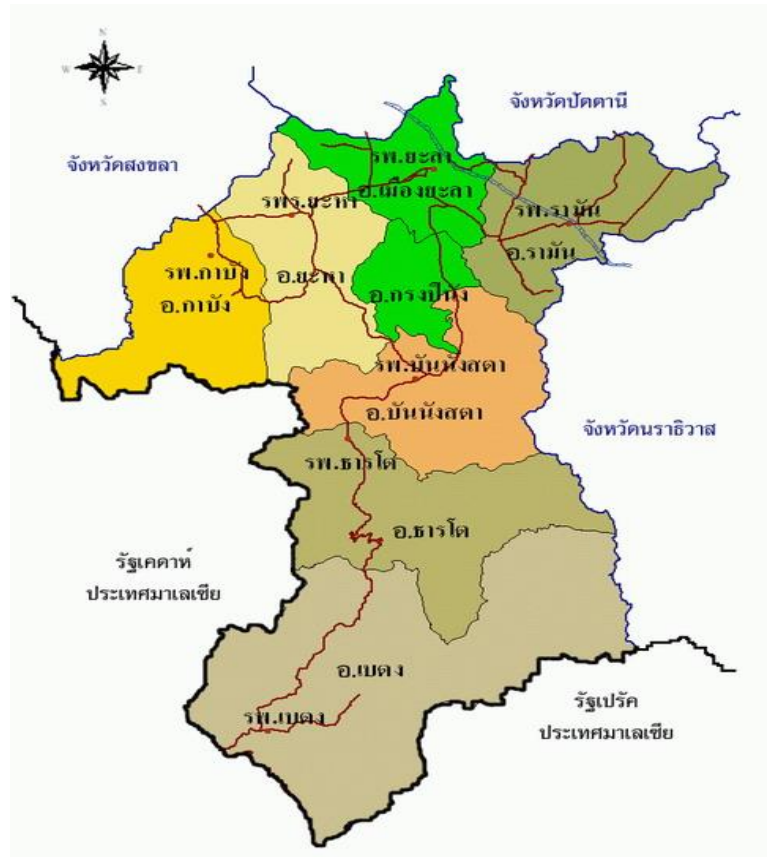 จังหวัดปัตตานี
จังหวัดสงขลา
รพ.ยะลา
อ.เมืองยะลา
รพร.ยะหา
รพ.รามัน
อ.รามัน
รพ.กาบัง
อ.ยะหา
อ.กาบัง
อ.กรงปินัง
รพ.บันนังสตา
อ.บันนังสตา
จังหวัดนราธิวาส
รพ.ธารโต
อ.ธารโต
รัฐเคดาห์
ประเทศมาเลเซีย
อ.เบตง
รพ.เบตง
รัฐเปรัค
ประเทศมาเลเซีย